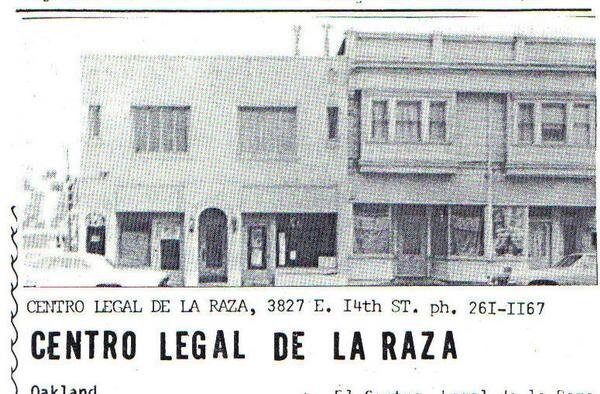 CENTRO LEGAL DE LA RAZA, 3827 E. I4th ST. ph. 26I-II67
CENTRO LEGAL DE LA RAZA
Oakland